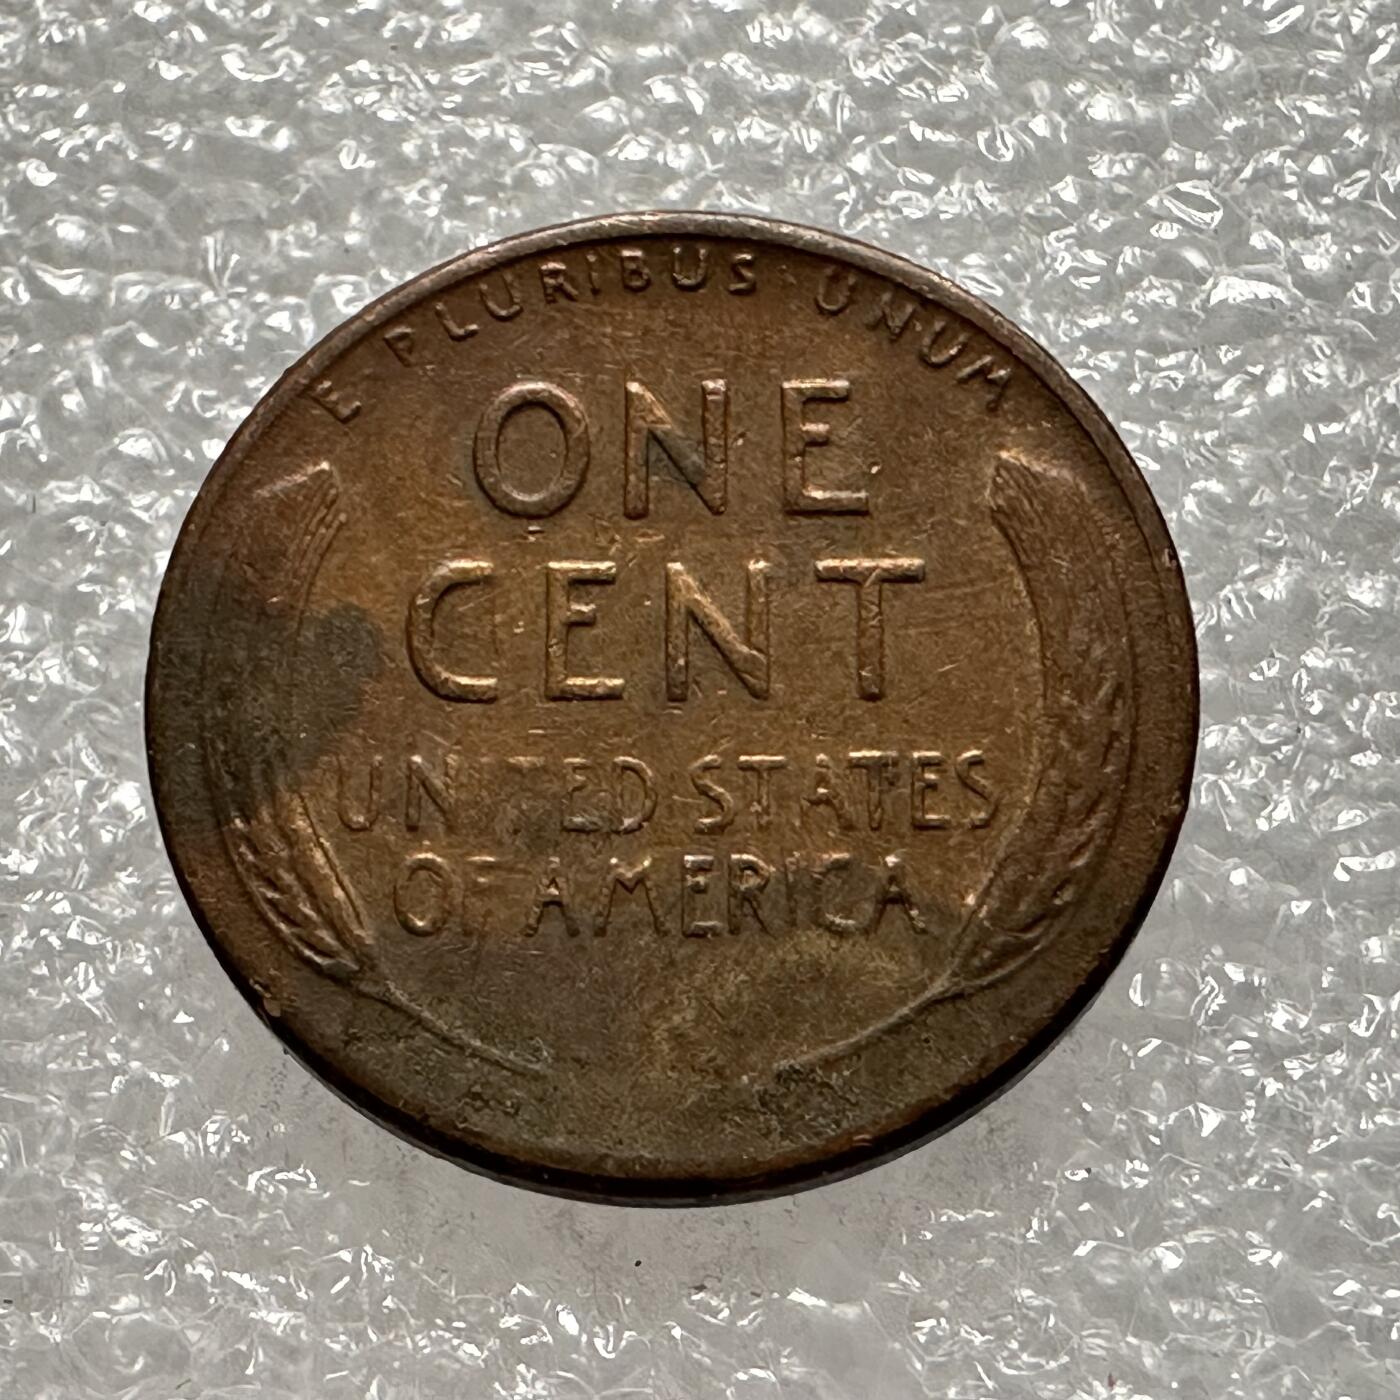 E PLURIBUS UNUM
ONE
CENT
UNITED STATES
OF AMERICA